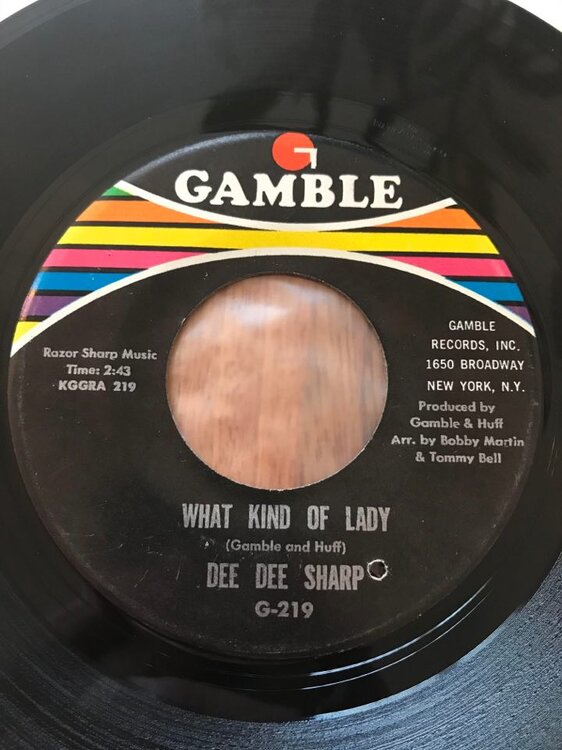 G
GAMBLE
Razor Sharp Music
Time: 2:43
KGGRA 219
GAMBLE
RECORDS, INC.
1650 BROADWAY
NEW YORK, N.Y.
Produced by
Gamble & Huff
Arr. by Bobby Martin
& Tommy Bell
WHAT KIND OF LADY
(Gamble and Huff)
DEE DEE SHARP
G-219